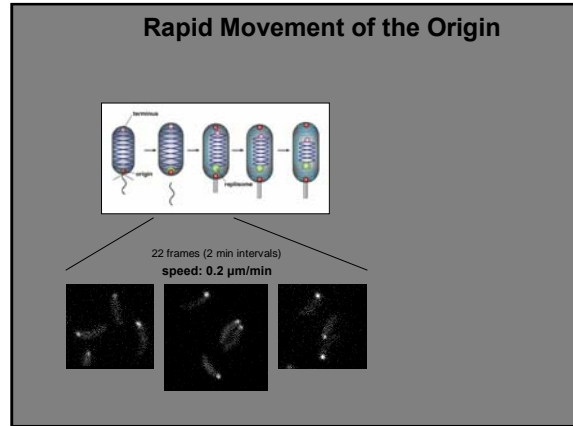 Rapid Movement of the Origin
terminus
origin
replisome
22 frames (2 min intervals)
speed: 0.2 µm/min